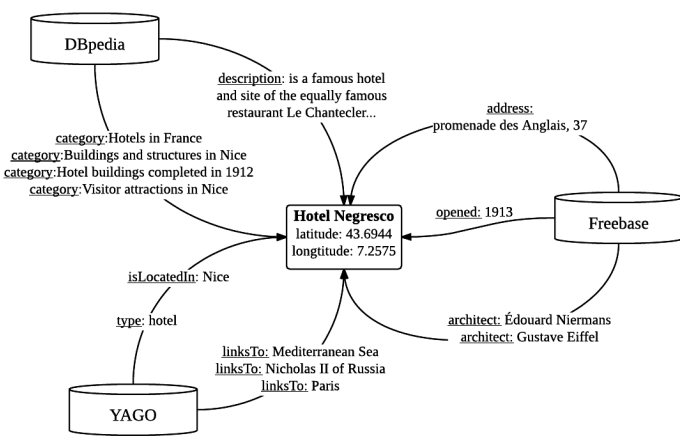 DBpedia
description: is a famous hotel
and site of the equally famous
restaurant Le Chantecler...
address:
promenade des Anglais, 37
category:Hotels in France
category:Buildings and structures in Nice
category:Hotel buildings completed in 1912
category:Visitor attractions in Nice
Hotel Negresco
latitude: 43.6944
longtitude: 7.2575
opened: 1913
Freebase
isLocatedIn: Nice
type: hotel
architect: Édouard Niermans
architect: Gustave Eiffel
linksTo: Mediterranean Sea
linksTo: Nicholas II of Russia
linksTo: Paris
YAGO